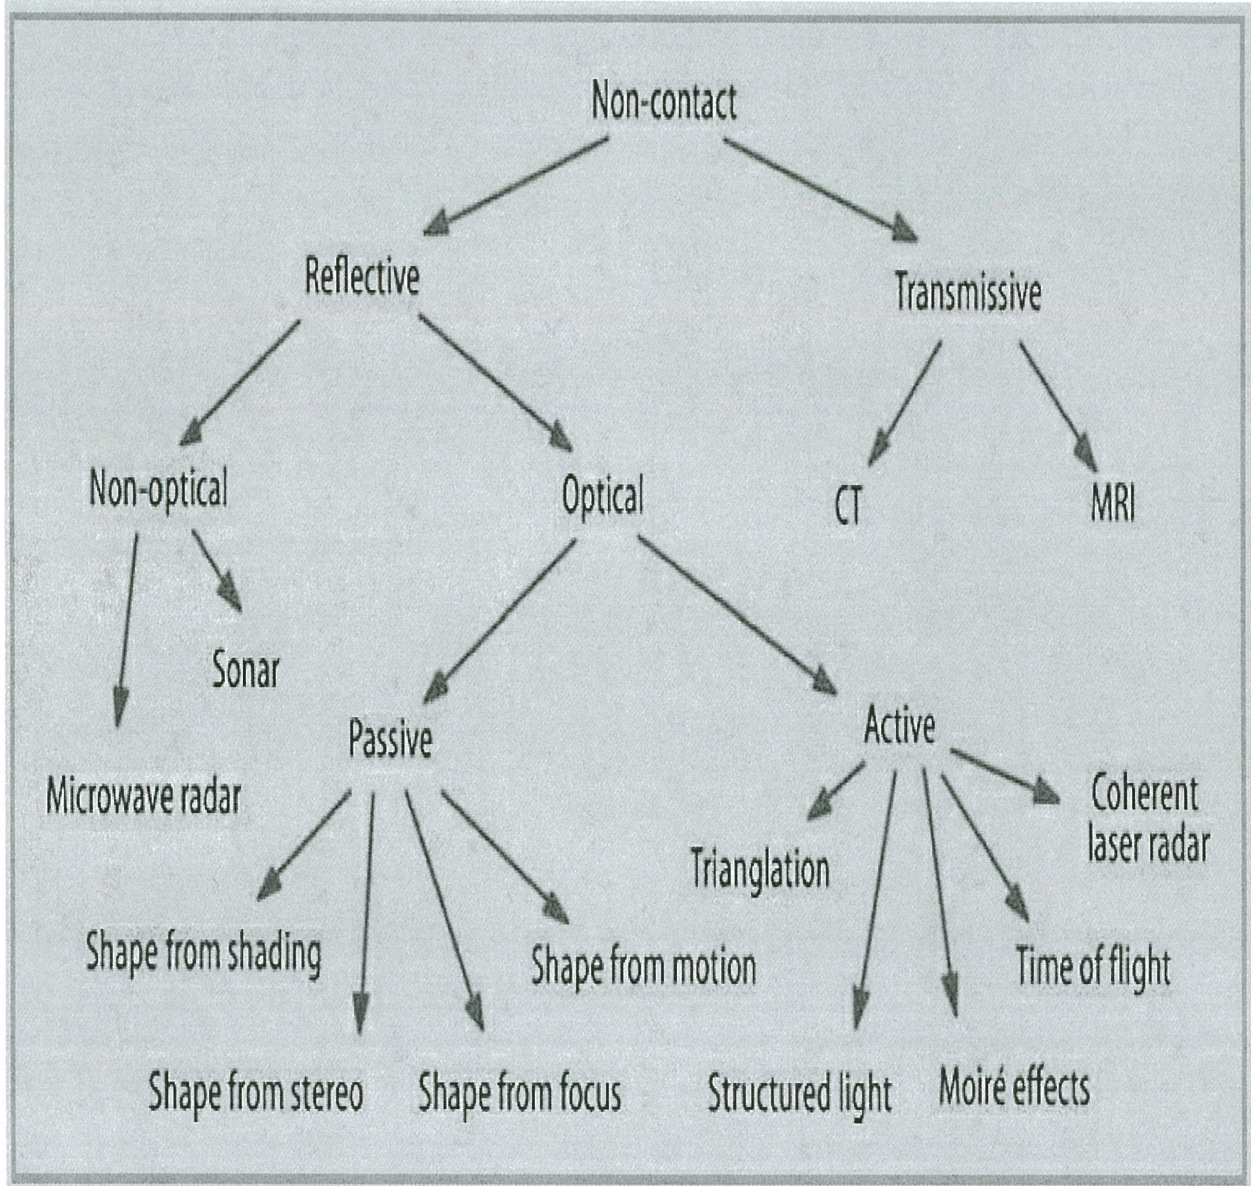 Non-contact
Reflective
Transmissive
Non-optical
Optical
CT
MRI
Sonar
Passive
Active
Microwave radar
Coherent
laser radar
Trianglation
Shape from shading
Shape from motion
Time of flight
Shape from stereo
Shape from focus
Structured light
Moiré effects